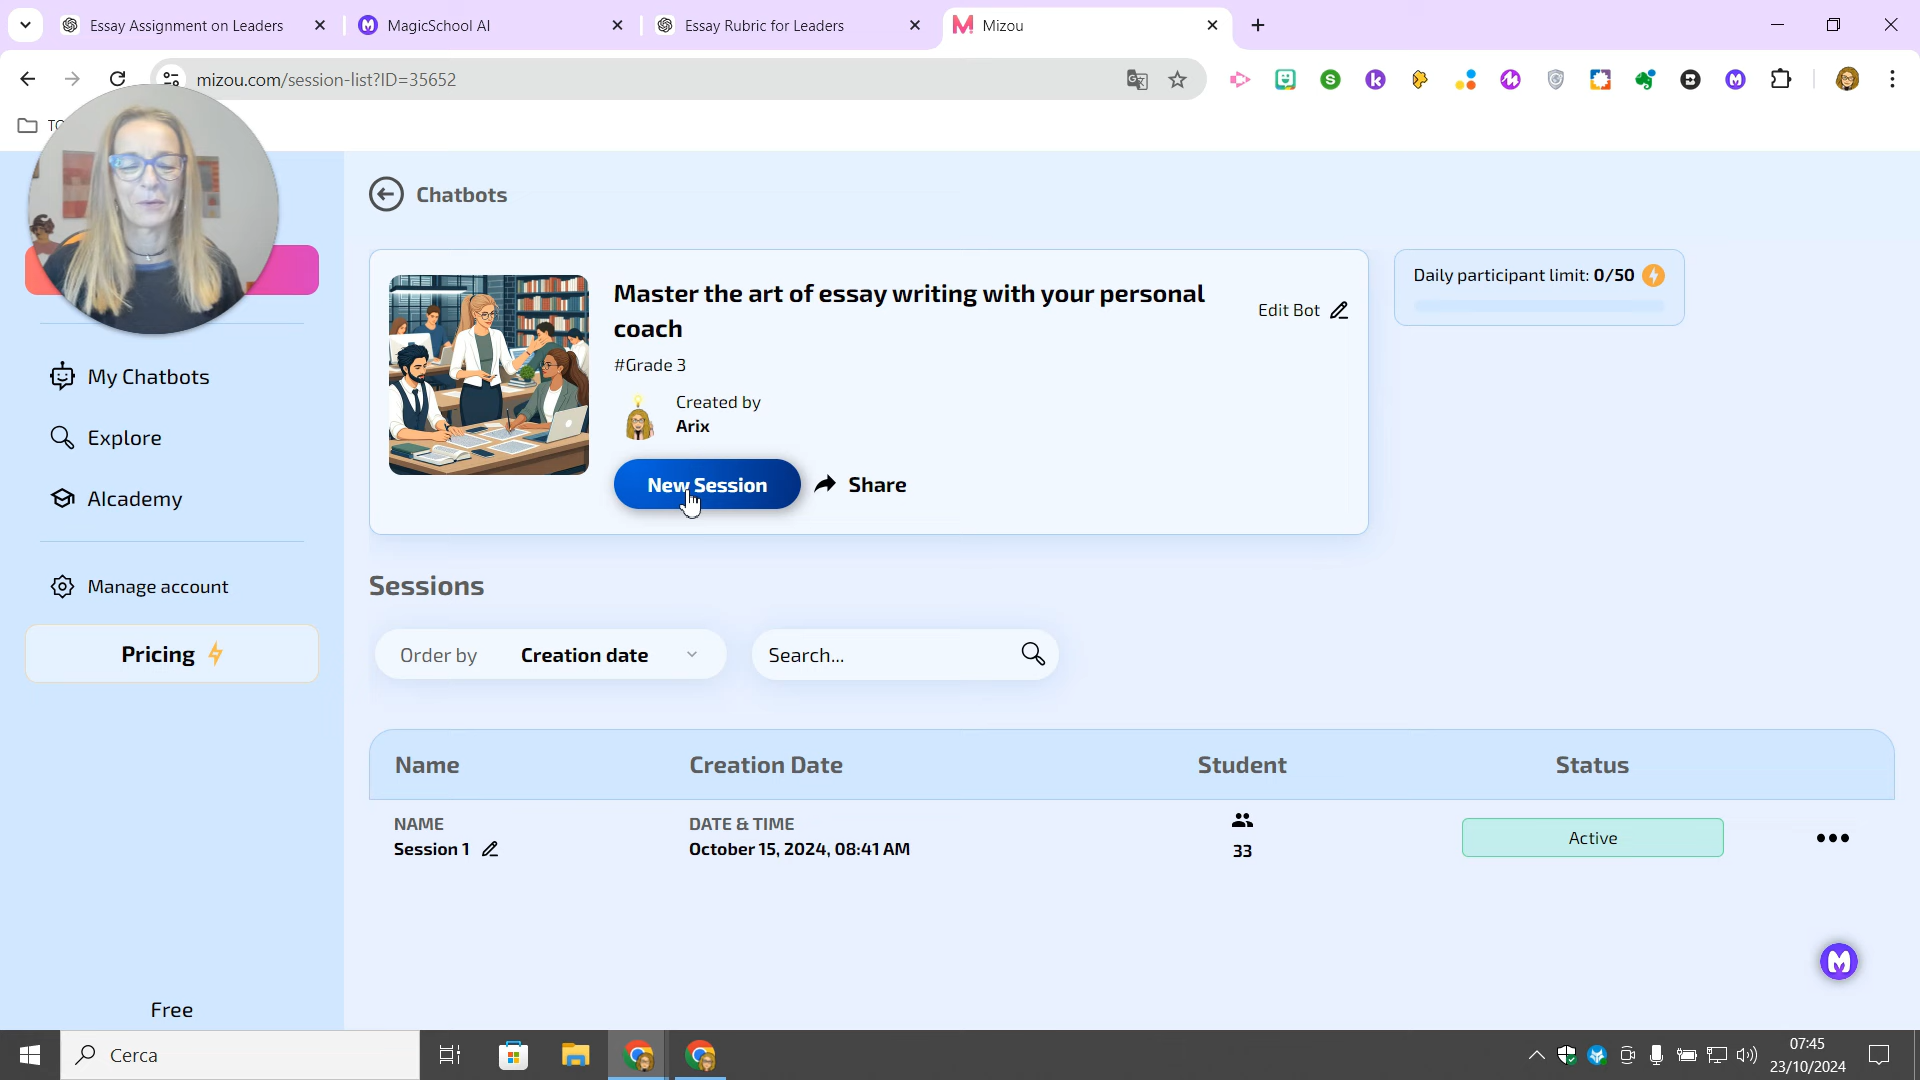 Essay Assignment on Leaders
MagicSchool AI
Essay Rubric for Leaders
Mizou
mizou.com/session-list?ID=35652
Chatbots
Master the art of essay writing with your personal
coach
#Grade 3
Created by
Arix
New Session
Share
Edit Bot
Daily participant limit: 0/50
My Chatbots
Explore
AIcademy
Manage account
Pricing
Free
Sessions
Order by Creation date
Search...
Name Creation Date Student Status
NAME DATE & TIME
Session 1 October 15, 2024, 08:41 AM 33 Active
Cerca
07:45
23/10/2024